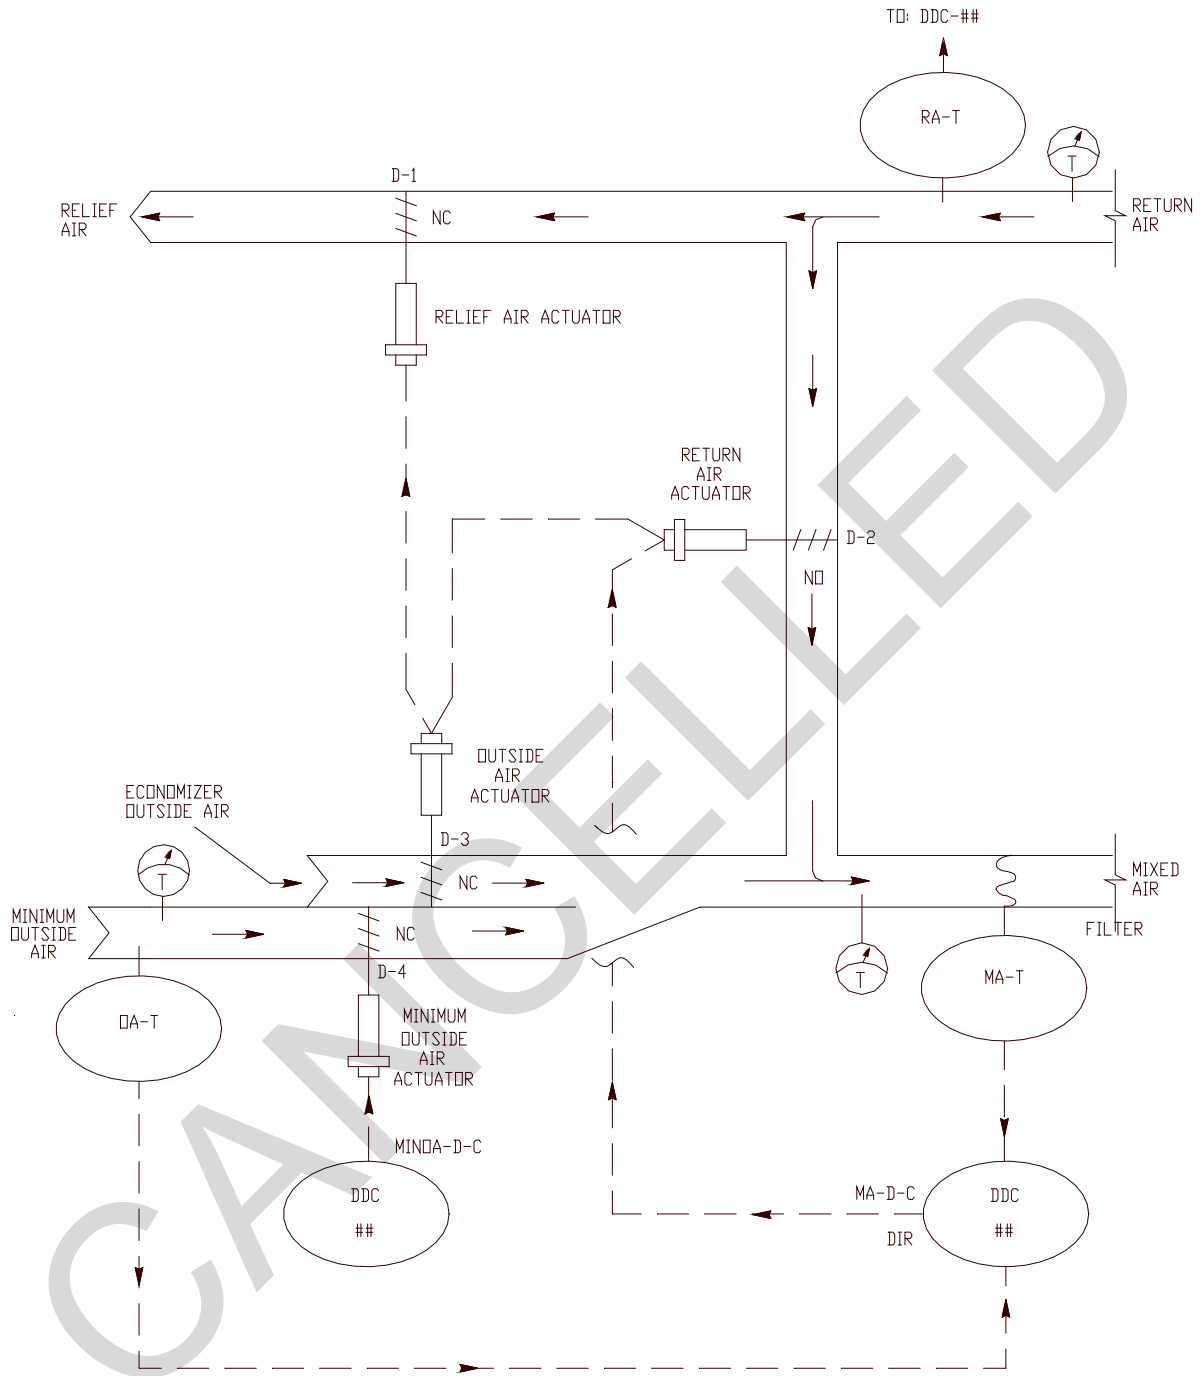 TO: DDC-##
RA-T
T
D-1
RELIEF
AIR
NC
RETURN
AIR
RELIEF AIR ACTUATOR
RETURN
AIR
ACTUATOR
D-2
NO
OUTSIDE
AIR
ACTUATOR
ECONOMIZER
OUTSIDE AIR
D-3
T
NC
MIXED
AIR
MINIMUM
OUTSIDE
AIR
NC
FILTER
D-4
T
MA-T
OA-T
MINIMUM
OUTSIDE
AIR
ACTUATOR
MINOA-D-C
DDC
##
MA-D-C
DIR
DDC
##
CANCELLED